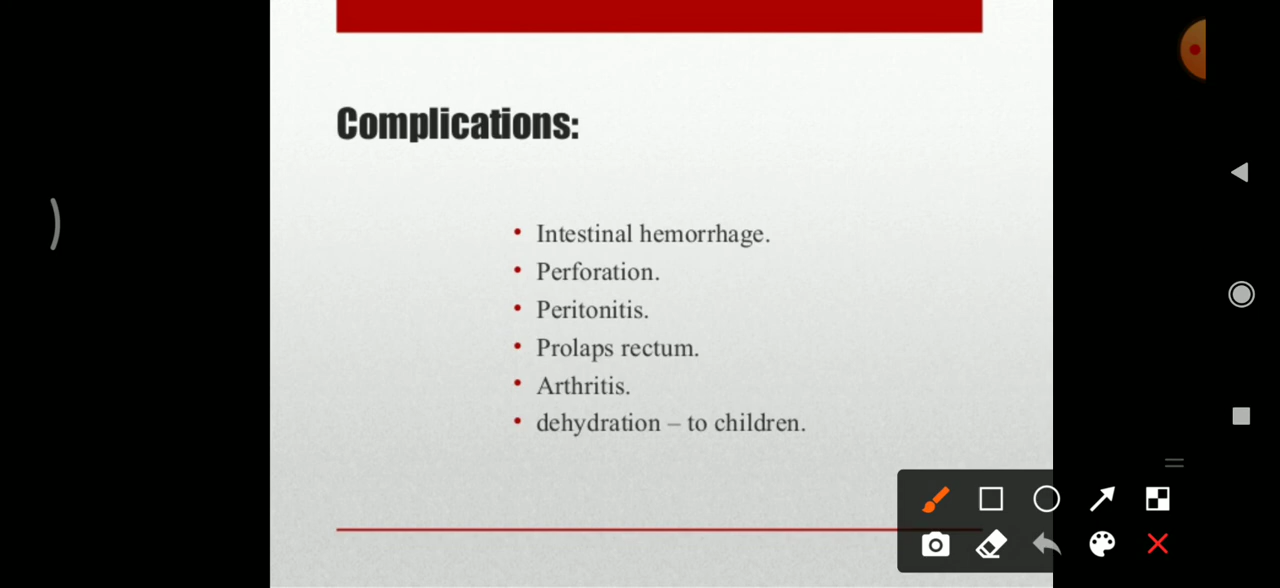 Complications:
• Intestinal hemorrhage.
• Perforation.
• Peritonitis.
• Prolaps rectum.
• Arthritis.
• dehydration – to children.